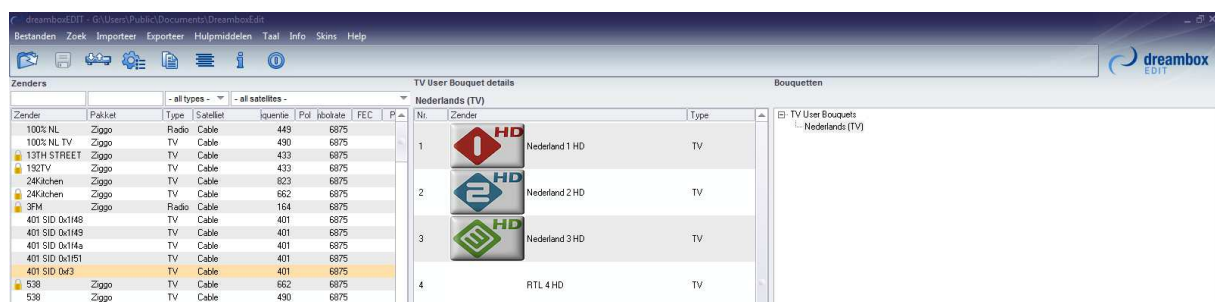 dreamboxEDIT - G:\Users\Public\Documents\DreamboxEdit
Bestanden Zoek Importeer Exporteer Hulpmiddelen Taal Info Skins Help
dreambox
EDIT
Zenders
TV User Bouquet details
Bouquetten
- all types -
- all satellites -
Nederlands (TV)
Zender Pakket Type Satelliet quentie Pol nbolrate FEC P
Nr. Zender Type
TV User Bouquets
Nederlands (TV)
100% NL Ziggo Radio Cable 449 6875
100% NL TV Ziggo TV Cable 490 6875
13TH STREET Ziggo TV Cable 433 6875
192TV Ziggo TV Cable 433 6875
24Kitchen TV Cable 823 6875
24Kitchen Ziggo TV Cable 662 6875
3FM Ziggo Radio Cable 164 6875
401 SID 0x1f48 TV Cable 401 6875
401 SID 0x1f49 TV Cable 401 6875
401 SID 0x1f4a TV Cable 401 6875
401 SID 0x1f51 TV Cable 401 6875
401 SID 0xf3 TV Cable 401 6875
538 Ziggo TV Cable 662 6875
538 Ziggo TV Cable 490 6875
1 HD Nederland 1 HD TV
2 HD Nederland 2 HD TV
3 HD Nederland 3 HD TV
4 RTL 4 HD TV